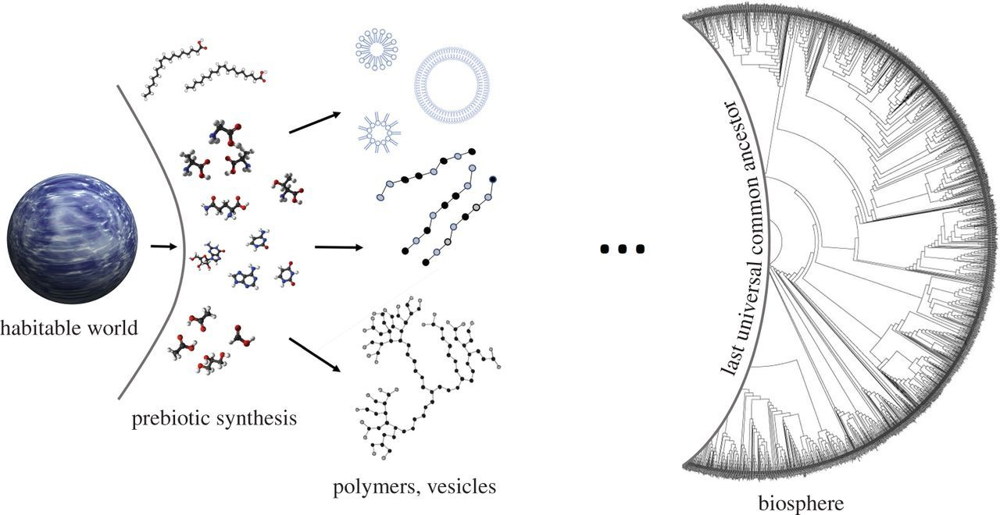 habitable world
prebiotic synthesis
polymers, vesicles
last universal common ancestor
biosphere